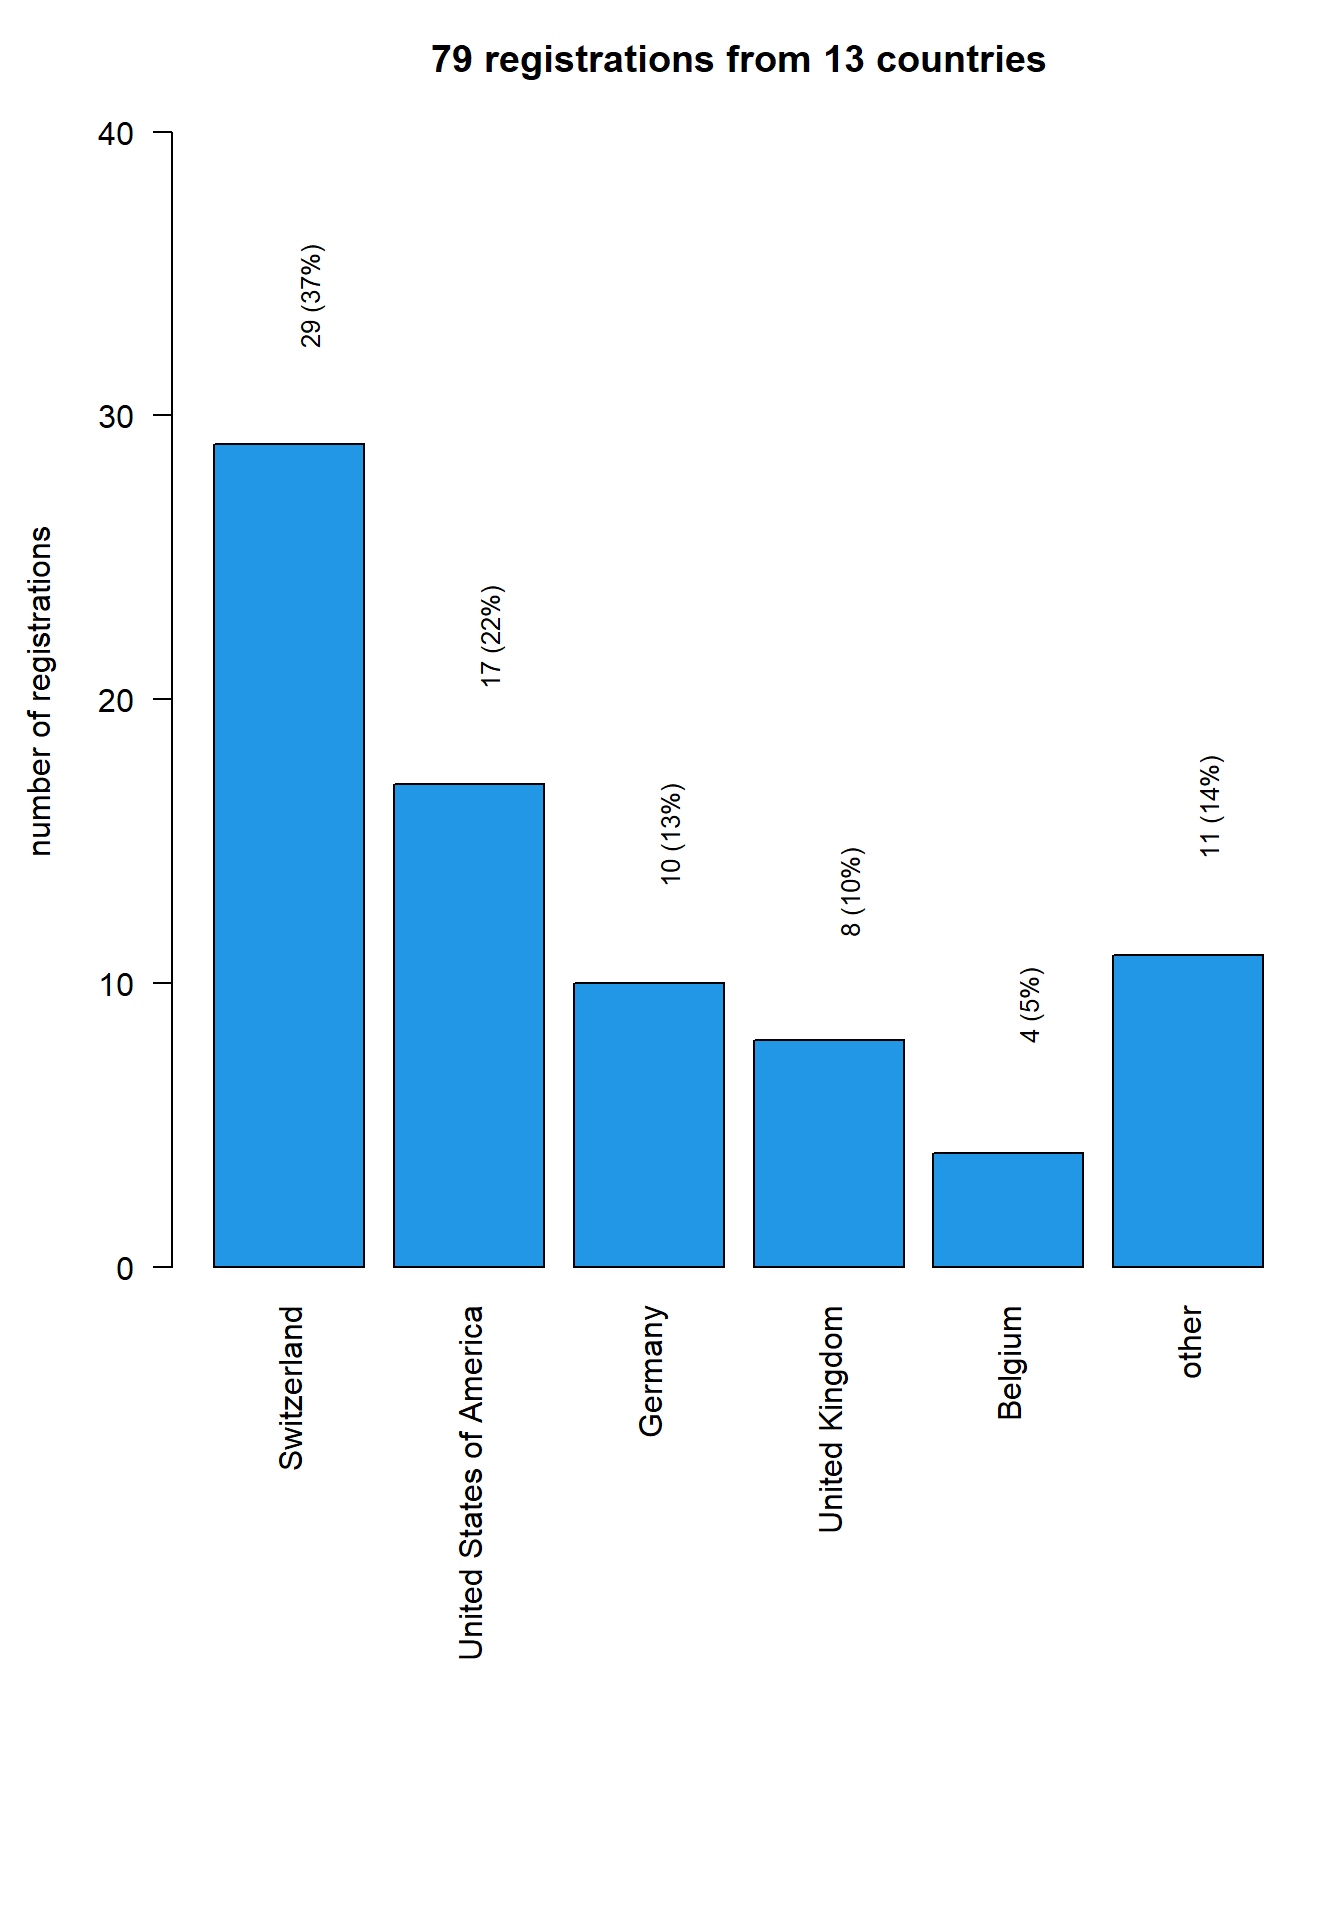 79 registrations from 13 countries
number of registrations
40
30
20
10
0
29 (37%)
17 (22%)
10 (13%)
8 (10%)
4 (5%)
11 (14%)
Switzerland
United States of America
Germany
United Kingdom
Belgium
other